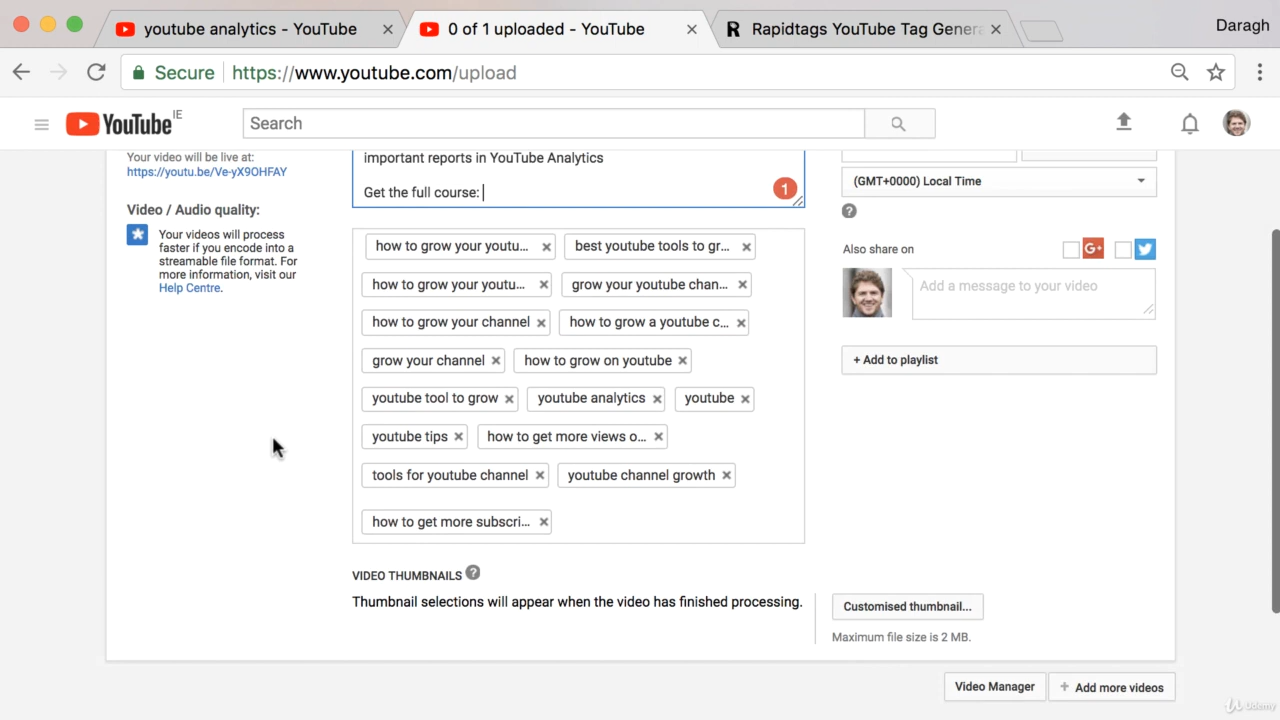 youtube analytics - YouTube
0 of 1 uploaded - YouTube
Rapidtags YouTube Tag Genera
Daragh
Secure
https://www.youtube.com/upload
YouTube IE
Search
Your video will be live at:
https://youtu.be/Ve-yX9OHFAY
Video / Audio quality:
Your videos will process
faster if you encode into a
streamable file format. For
more information, visit our
Help Centre.
important reports in YouTube Analytics
Get the full course:
1
how to grow your youtu...
best youtube tools to gr...
how to grow your youtu...
grow your youtube chan...
how to grow your channel
how to grow a youtube c...
grow your channel
how to grow on youtube
youtube tool to grow
youtube analytics
youtube
youtube tips
how to get more views o...
tools for youtube channel
youtube channel growth
how to get more subscri...
VIDEO THUMBNAILS ?
Thumbnail selections will appear when the video has finished processing.
(GMT+0000) Local Time
?
Also share on
G+
Add a message to your video
+ Add to playlist
Customised thumbnail...
Maximum file size is 2 MB.
Video Manager
+ Add more videos
Udemy